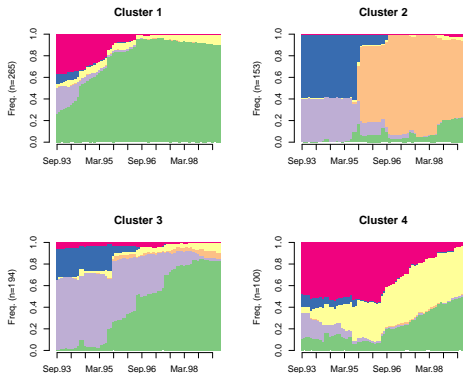 Cluster 1
Freq. (n=265)
0.0 0.2 0.4 0.6 0.8 1.0
Sep.93 Mar.95 Sep.96 Mar.98
Cluster 2
Freq. (n=153)
0.0 0.2 0.4 0.6 0.8 1.0
Sep.93 Mar.95 Sep.96 Mar.98
Cluster 3
Freq. (n=194)
0.0 0.2 0.4 0.6 0.8 1.0
Sep.93 Mar.95 Sep.96 Mar.98
Cluster 4
Freq. (n=100)
0.0 0.2 0.4 0.6 0.8 1.0
Sep.93 Mar.95 Sep.96 Mar.98